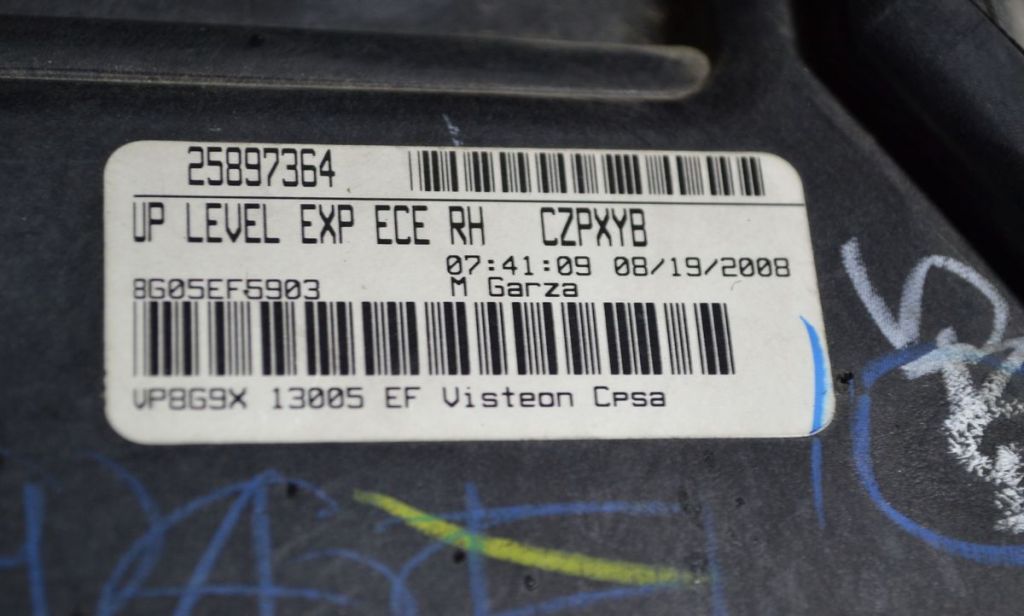 25897364
UP LEVEL EXP ECE RH CZPXYB
07:41:09 08/19/2008
8G05EF5903 M Garza
VP8G9X 13005 EF Visteon Cpsa